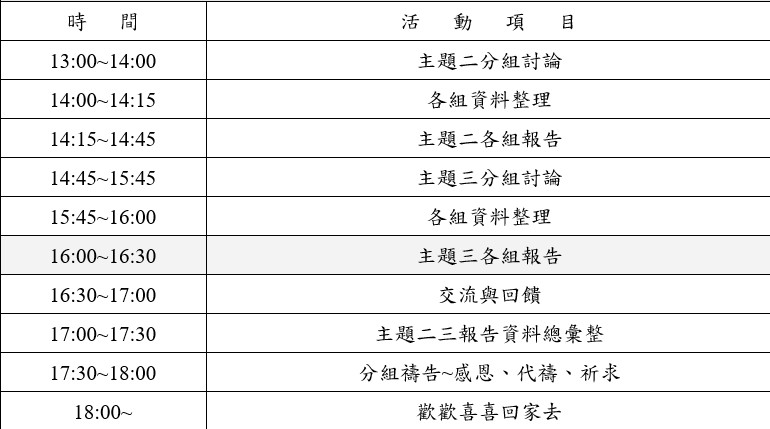 時 間 活 動 項 目
13:00~14:00 主題二分組討論
14:00~14:15 各組資料整理
14:15~14:45 主題二各組報告
14:45~15:45 主題三分組討論
15:45~16:00 各組資料整理
16:00~16:30 主題三各組報告
16:30~17:00 交流與回饋
17:00~17:30 主題二三報告資料總彙整
17:30~18:00 分組禱告~感恩、代禱、祈求
18:00~ 歡歡喜喜回家去